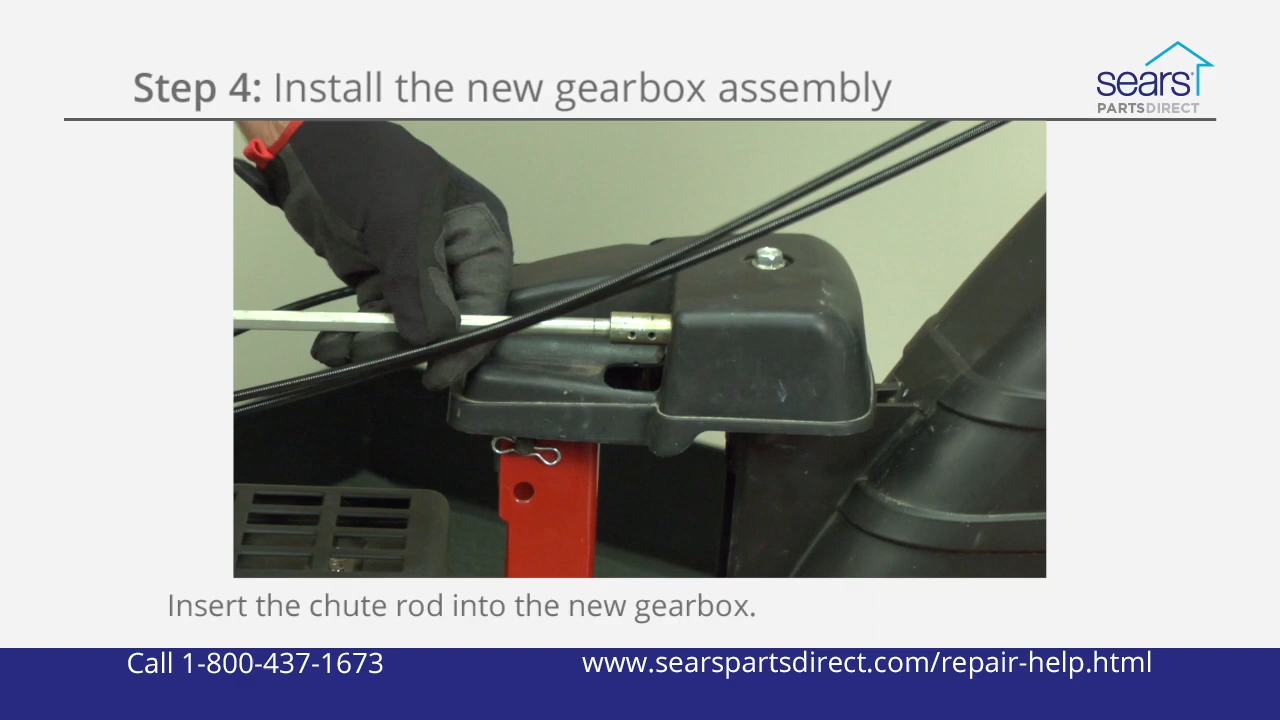 Step 4: Install the new gearbox assembly
sears
PARTSDIRECT
Insert the chute rod into the new gearbox.
Call 1-800-437-1673
www.searspartsdirect.com/repair-help.html